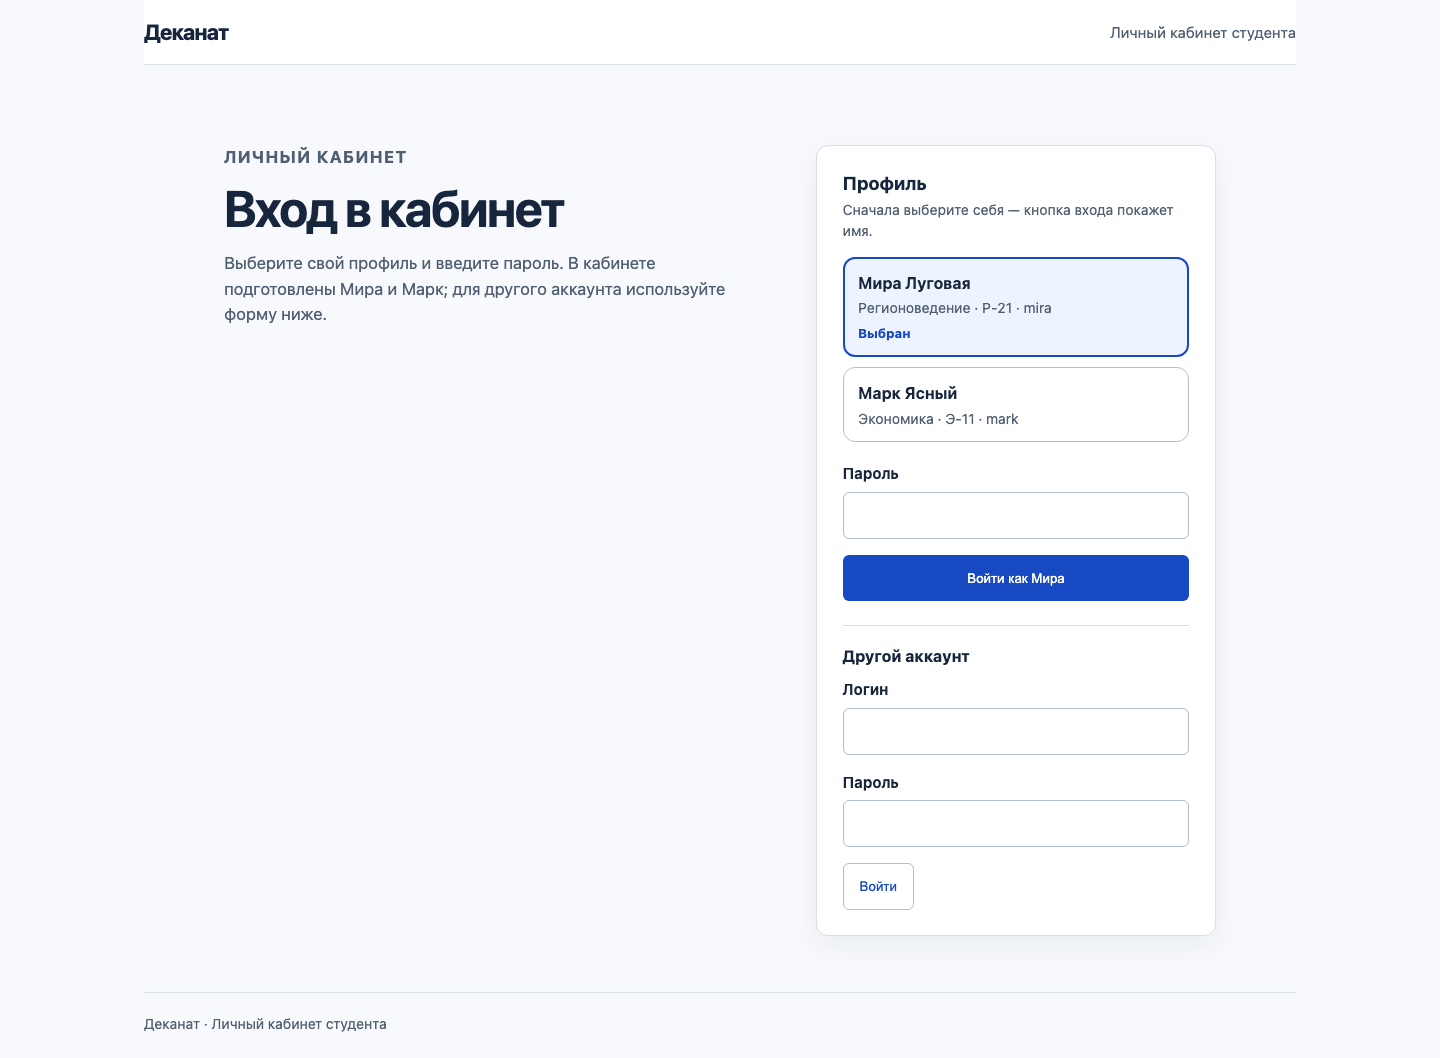 Деканат
Личный кабинет студента
ЛИЧНЫЙ КАБИНЕТ
Вход в кабинет
Выберите свой профиль и введите пароль. В кабинете
подготовлены Мира и Марк; для другого аккаунта используйте
форму ниже.
Профиль
Сначала выберите себя — кнопка входа покажет
имя.
Мира Луговая
Регионоведение · Р-21 · mira
Выбран
Марк Ясный
Экономика · Э-11 · mark
Пароль
Войти как Мира
Другой аккаунт
Логин
Пароль
Войти
Деканат · Личный кабинет студента